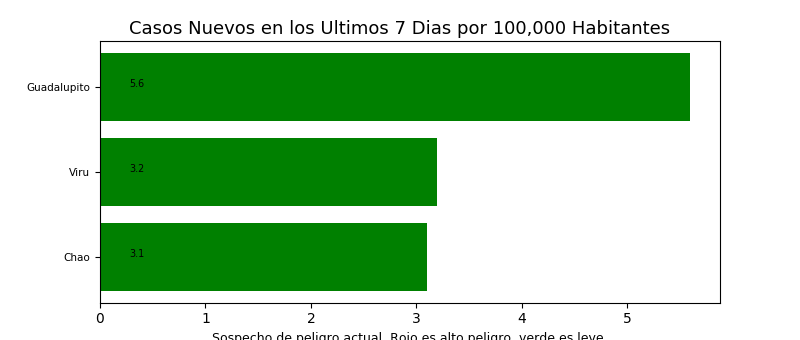 Casos Nuevos en los Ultimos 7 Dias por 100,000 Habitantes
Guadalupito
5.6
Viru
3.2
Chao
3.1
0 1 2 3 4 5
Sospecho de peligro actual. Rojo es alto peligro, verde es leve